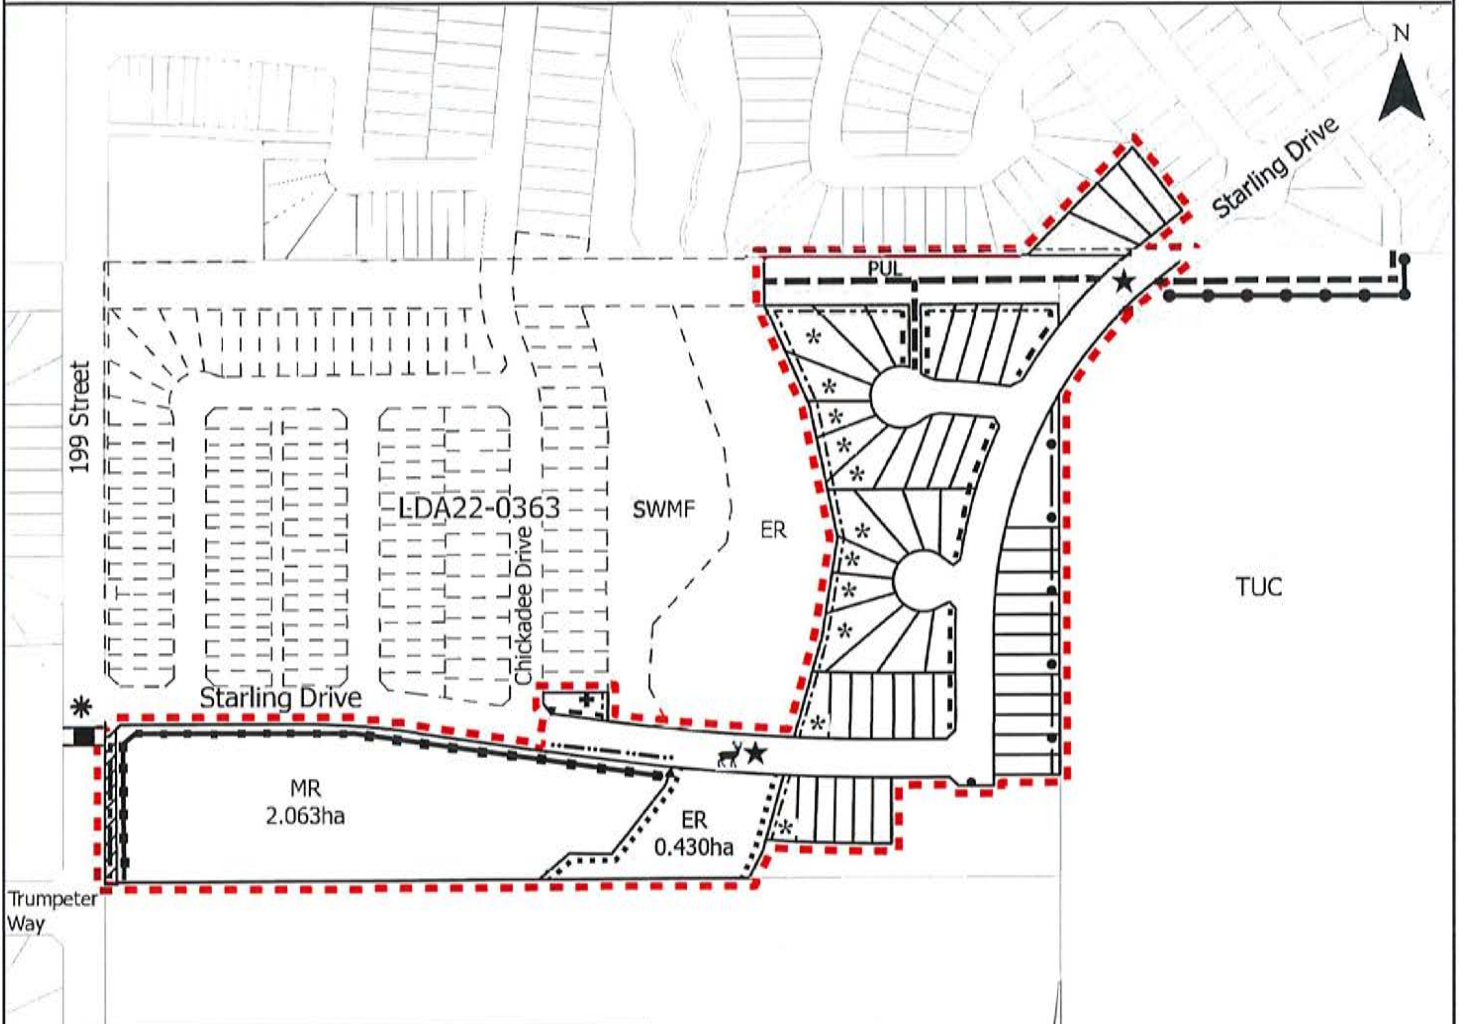 N
Starling Drive
PUL
199 Street
LDA22-0363
Chickadee Drive
SWMF
ER
TUC
Starling Drive
MR
2.063ha
ER
0.430ha
Trumpeter
Way